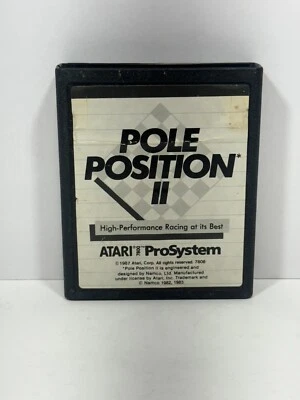 POLE
POSITION*
II
High-Performance Racing at its Best
ATARI ProSystem
© 1987 Atari, Corp. All rights reserved.
*Pole Position II is engineered and
designed by Namco, Ltd. Manufactured
under license by Atari, Inc. Trademark and
© Namco 1982, 1983.